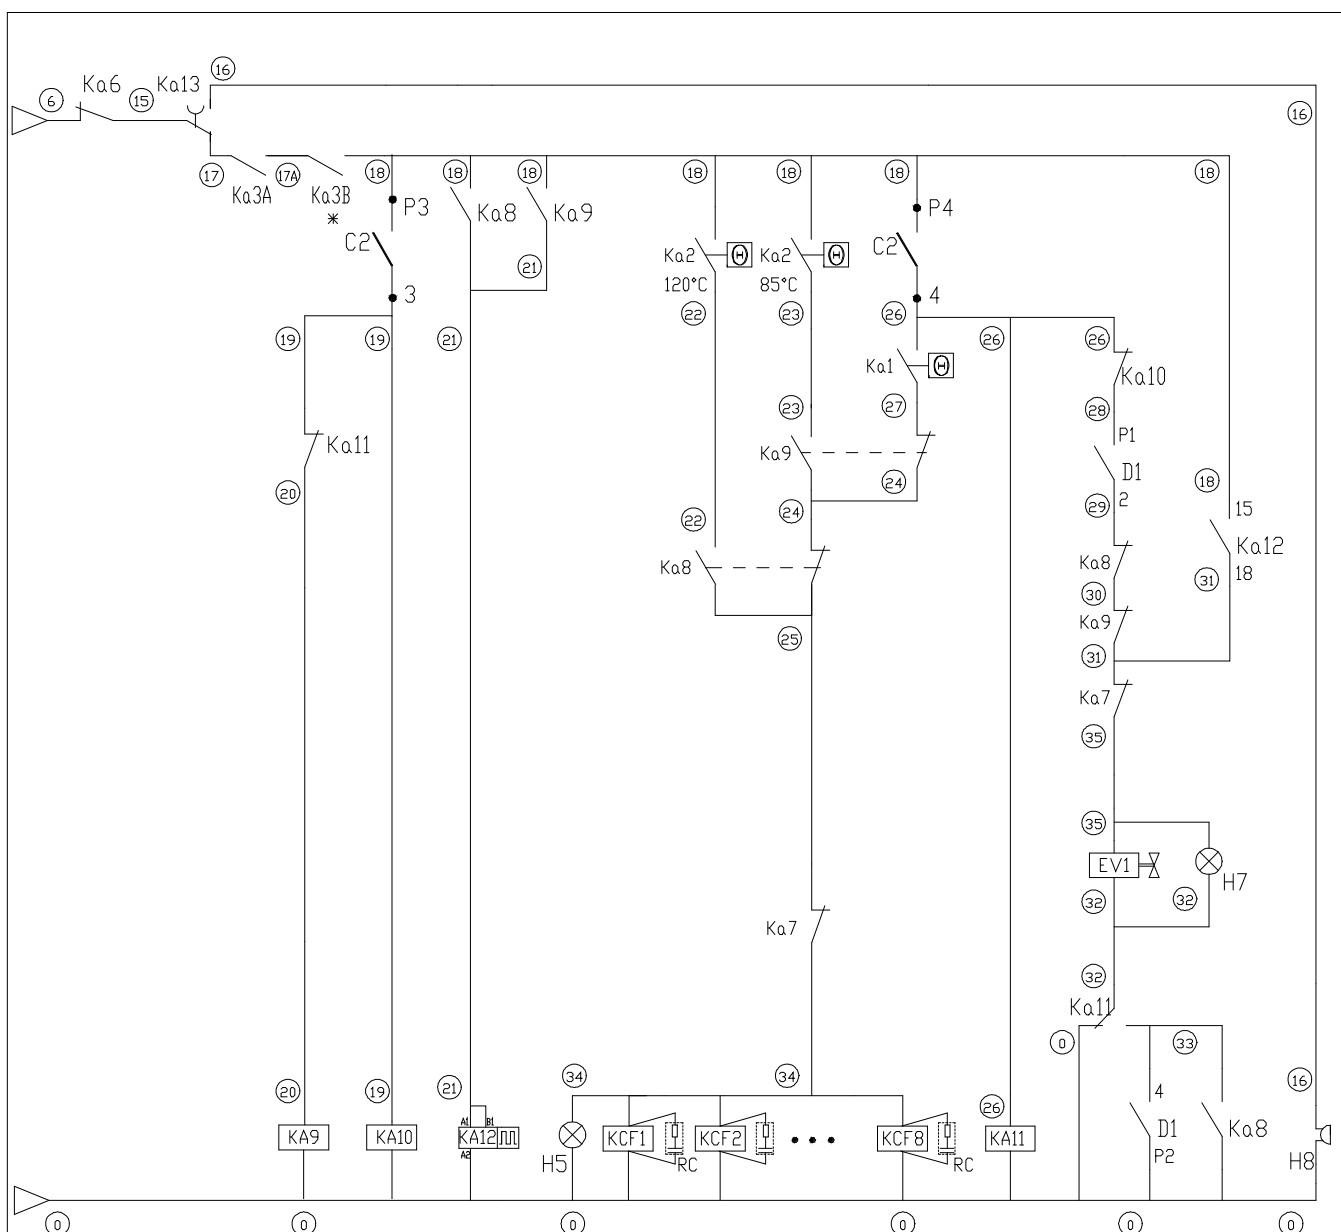 16
6 Ka6 15 Ka13
16
17 Ka3A 17A Ka3B 18 18 18 18 18 18 18
*
P3 Ka8 Ka9 P4
C2 21 Ka2 Θ Ka2 Θ C2
120°C 85°C
3 22 23 26 4
19 19 21 26 26
Ka1 Θ Ka10
23 27 28
P1
Ka11 Ka9 D1
20 24 18
22 24 29 2 15
Ka12
Ka8 Ka8 31 18
30
Ka9
25 31
Ka7
35
35
EV1
H7
32 32
Ka7
32
Ka11
0 33
34 34
20 19 21 26 4 16
A1 B1
KA9 KA10 KA12 KCF1 KCF2 KCF8 KA11 D1 Ka8
A2
H5 RC RC P2 H8
0 0 0 0 0 0